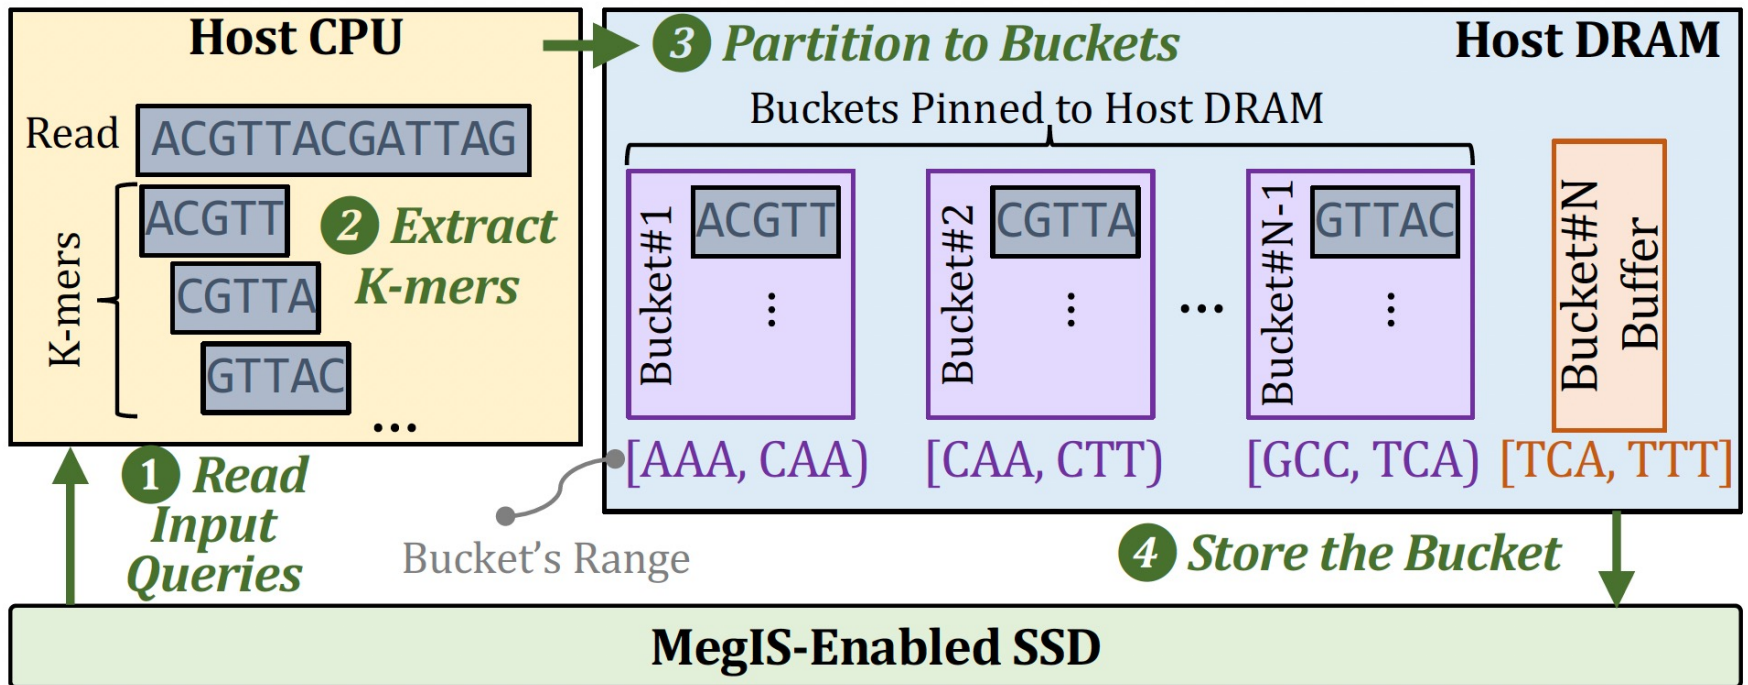 Host CPU
Read
ACGTTACGATTAG
K-mers
ACGTT
CGTTA
GTTAC
...
2 Extract
K-mers
1 Read
Input
Queries
3 Partition to Buckets
Host DRAM
Buckets Pinned to Host DRAM
Bucket#1
ACGTT
...
[AAA, CAA)
Bucket#2
CGTTA
...
[CAA, CTT)
...
Bucket#N-1
GTTAC
...
[GCC, TCA)
Bucket#N
Buffer
[TCA, TTT]
Bucket's Range
4 Store the Bucket
MegIS-Enabled SSD